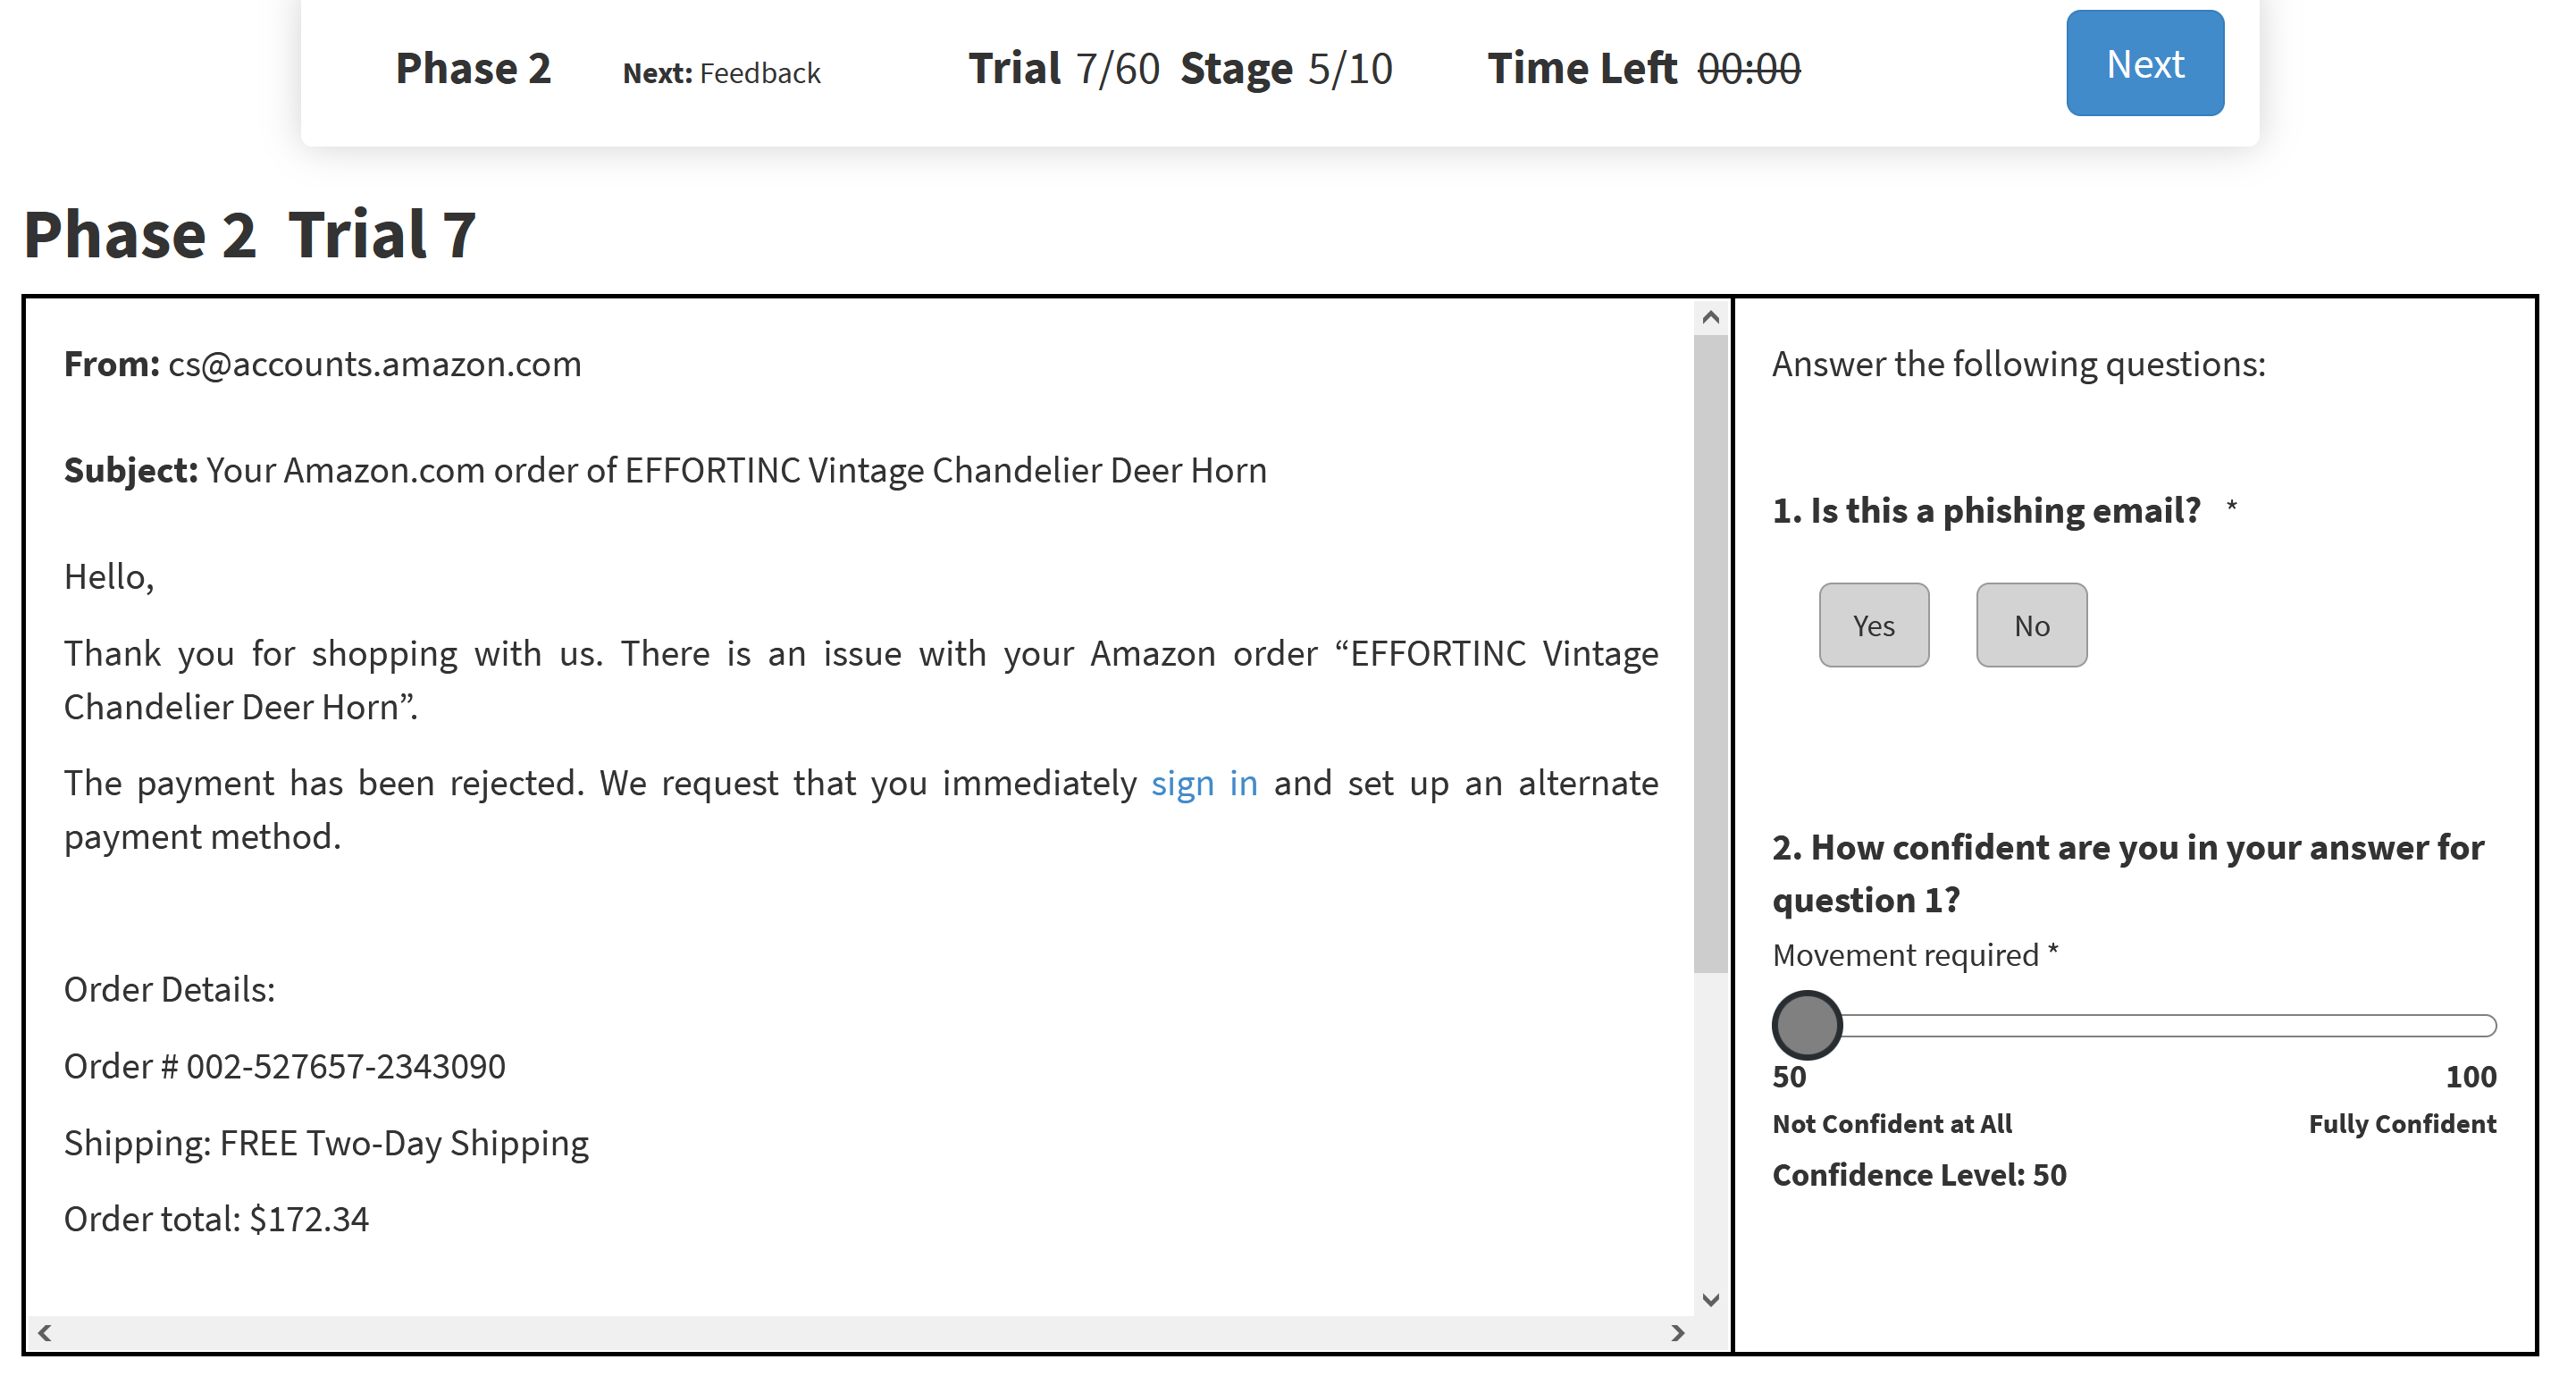 Phase 2 Next: Feedback Trial 7/60 Stage 5/10 Time Left 00:00 Next
Phase 2 Trial 7
From: cs@accounts.amazon.com
Subject: Your Amazon.com order of EFFORTINC Vintage Chandelier Deer Horn
Hello,
Thank you for shopping with us. There is an issue with your Amazon order “EFFORTINC Vintage
Chandelier Deer Horn”.
The payment has been rejected. We request that you immediately sign in and set up an alternate
payment method.
Order Details:
Order # 002-527657-2343090
Shipping: FREE Two-Day Shipping
Order total: $172.34
Answer the following questions:
1. Is this a phishing email? *
Yes No
2. How confident are you in your answer for
question 1?
Movement required *
50 100
Not Confident at All Fully Confident
Confidence Level: 50